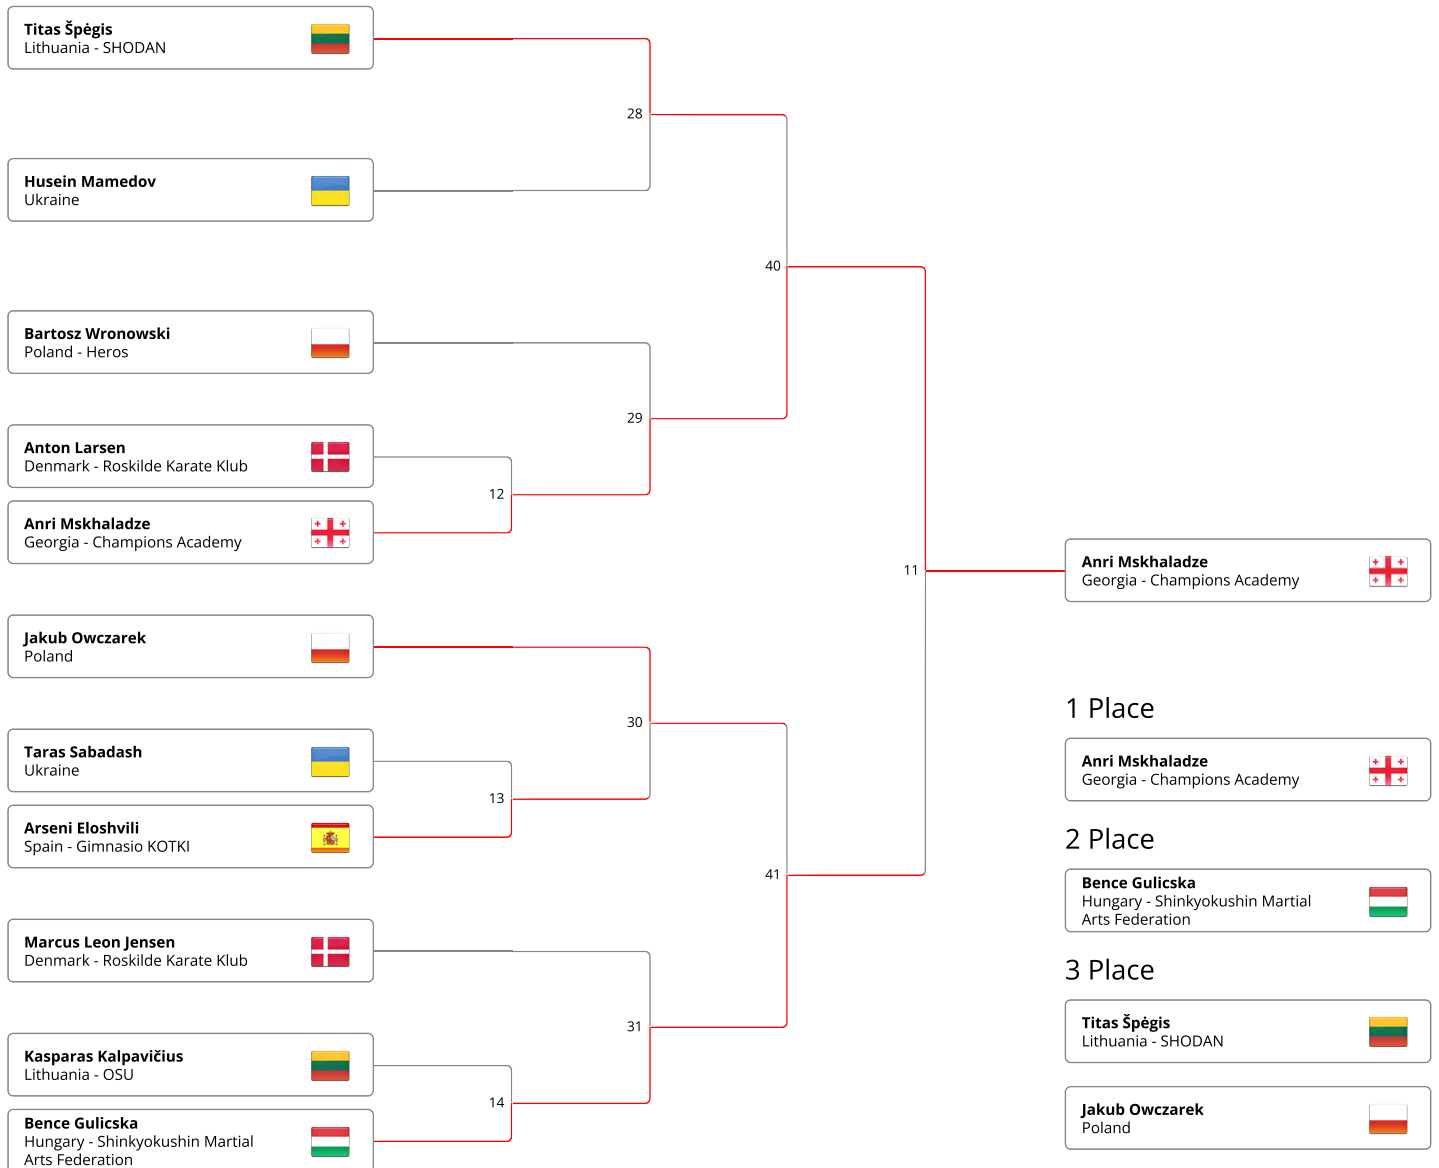 Titas Špėgis
Lithuania - SHODAN
28
Husein Mamedov
Ukraine
40
Bartosz Wronowski
Poland - Heros
29
Anton Larsen
Denmark - Roskilde Karate Klub
12
Anri Mskhaladze
Georgia - Champions Academy
11
Anri Mskhaladze
Georgia - Champions Academy
Jakub Owczarek
Poland
30
Taras Sabadash
Ukraine
13
Arseni Eloshvili
Spain - Gimnasio KOTKI
41
Marcus Leon Jensen
Denmark - Roskilde Karate Klub
31
Kasparas Kalpavičius
Lithuania - OSU
14
Bence Gulicska
Hungary - Shinkyokushin Martial
Arts Federation
1 Place
Anri Mskhaladze
Georgia - Champions Academy
2 Place
Bence Gulicska
Hungary - Shinkyokushin Martial
Arts Federation
3 Place
Titas Špėgis
Lithuania - SHODAN
Jakub Owczarek
Poland